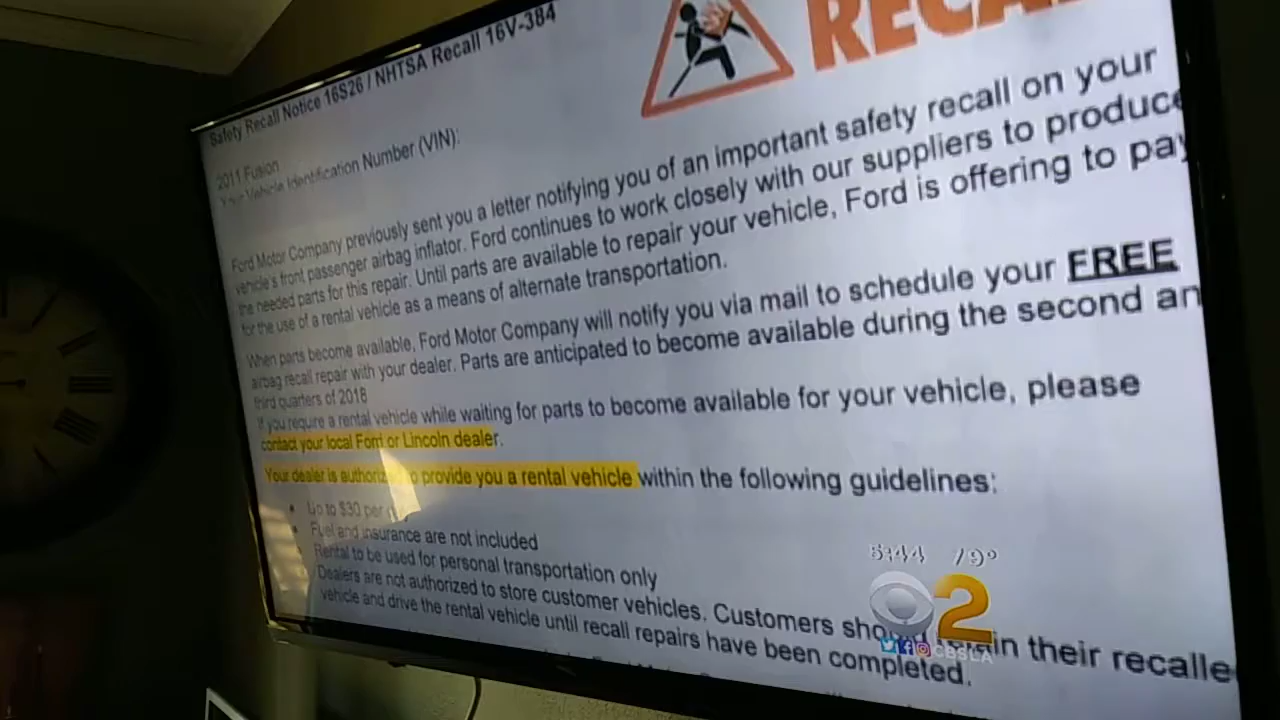 RECA
Safety Recall Notice 16S26 / NHTSA Recall 16V-384
2011 Fusion
Vehicle Identification Number (VIN):
Ford Motor Company previously sent you a letter notifying you of an important safety recall on your
vehicle's front passenger airbag inflator. Ford continues to work closely with our suppliers to produce
the needed parts for this repair. Until parts are available to repair your vehicle, Ford is offering to pay
for the use of a rental vehicle as a means of alternate transportation.
When parts become available, Ford Motor Company will notify you via mail to schedule your FREE
airbag recall repair with your dealer. Parts are anticipated to become available during the second an
third quarters of 2018
If you require a rental vehicle while waiting for parts to become available for your vehicle, please
contact your local Ford or Lincoln dealer.
Your dealer is authorized to provide you a rental vehicle within the following guidelines:
• Up to $30 per
• Fuel and insurance are not included
Rental to be used for personal transportation only
Dealers are not authorized to store customer vehicles. Customers should retain their recalle
vehicle and drive the rental vehicle until recall repairs have been completed.
5:44 79°
2
CBSLA